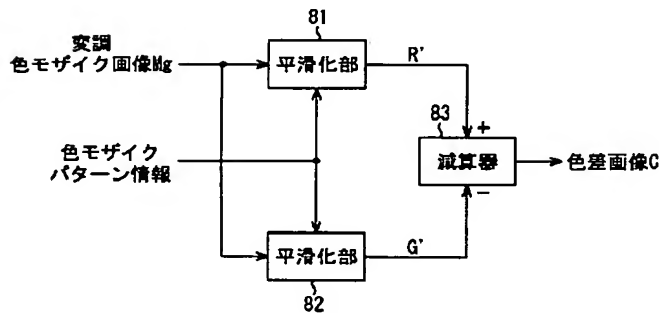 81
変調
色モザイク画像Mg
平滑化部
R'
83
+
色モザイク
パターン情報
減算器
色差画像C
−
平滑化部
G'
82